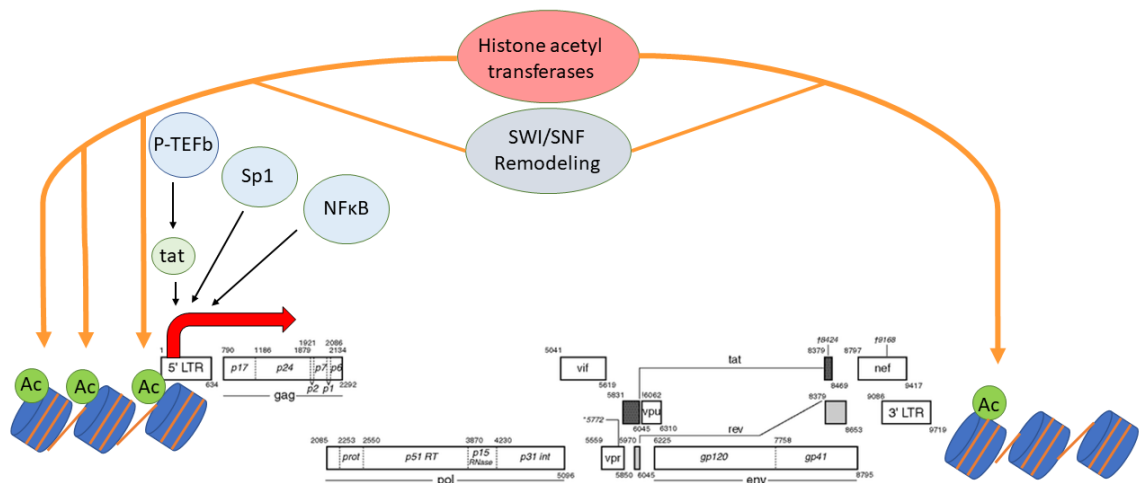 Histone acetyl
transferases
SWI/SNF
Remodeling
P-TEFb
Sp1
NFκB
tat
Ac
Ac
Ac
Ac
1
5' LTR
634
790
1186
1879
1921
2086
2134
p17
p24
p7
p6
p2
p1
2292
gag
2085
2253
2550
3870
4230
prot
p51 RT
p15
RNase
p31 int
5096
pol
5041
vif
5619
5831
!6062
vpu
6045
6310
*5772
5559
5970
vpr
5850
6045
tat
rev
†8424
8379
8469
8379
8653
6225
7758
gp120
gp41
8795
env
8797
†9168
nef
9417
9086
3' LTR
9719